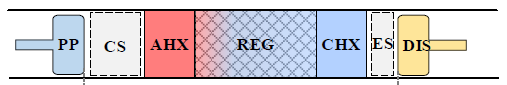 PP CS AHX REG CHX ES DIS